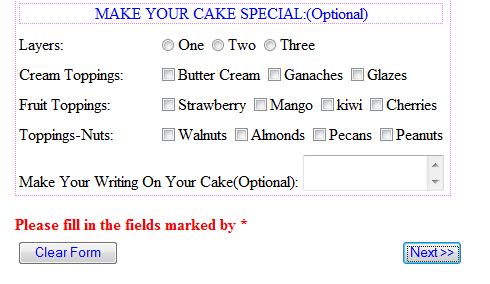 MAKE YOUR CAKE SPECIAL:(Optional)
Layers: One Two Three
Cream Toppings: Butter Cream Ganaches Glazes
Fruit Toppings: Strawberry Mango kiwi Cherries
Toppings-Nuts: Walnuts Almonds Pecans Peanuts
Make Your Writing On Your Cake(Optional):
Please fill in the fields marked by *
Clear Form Next >>